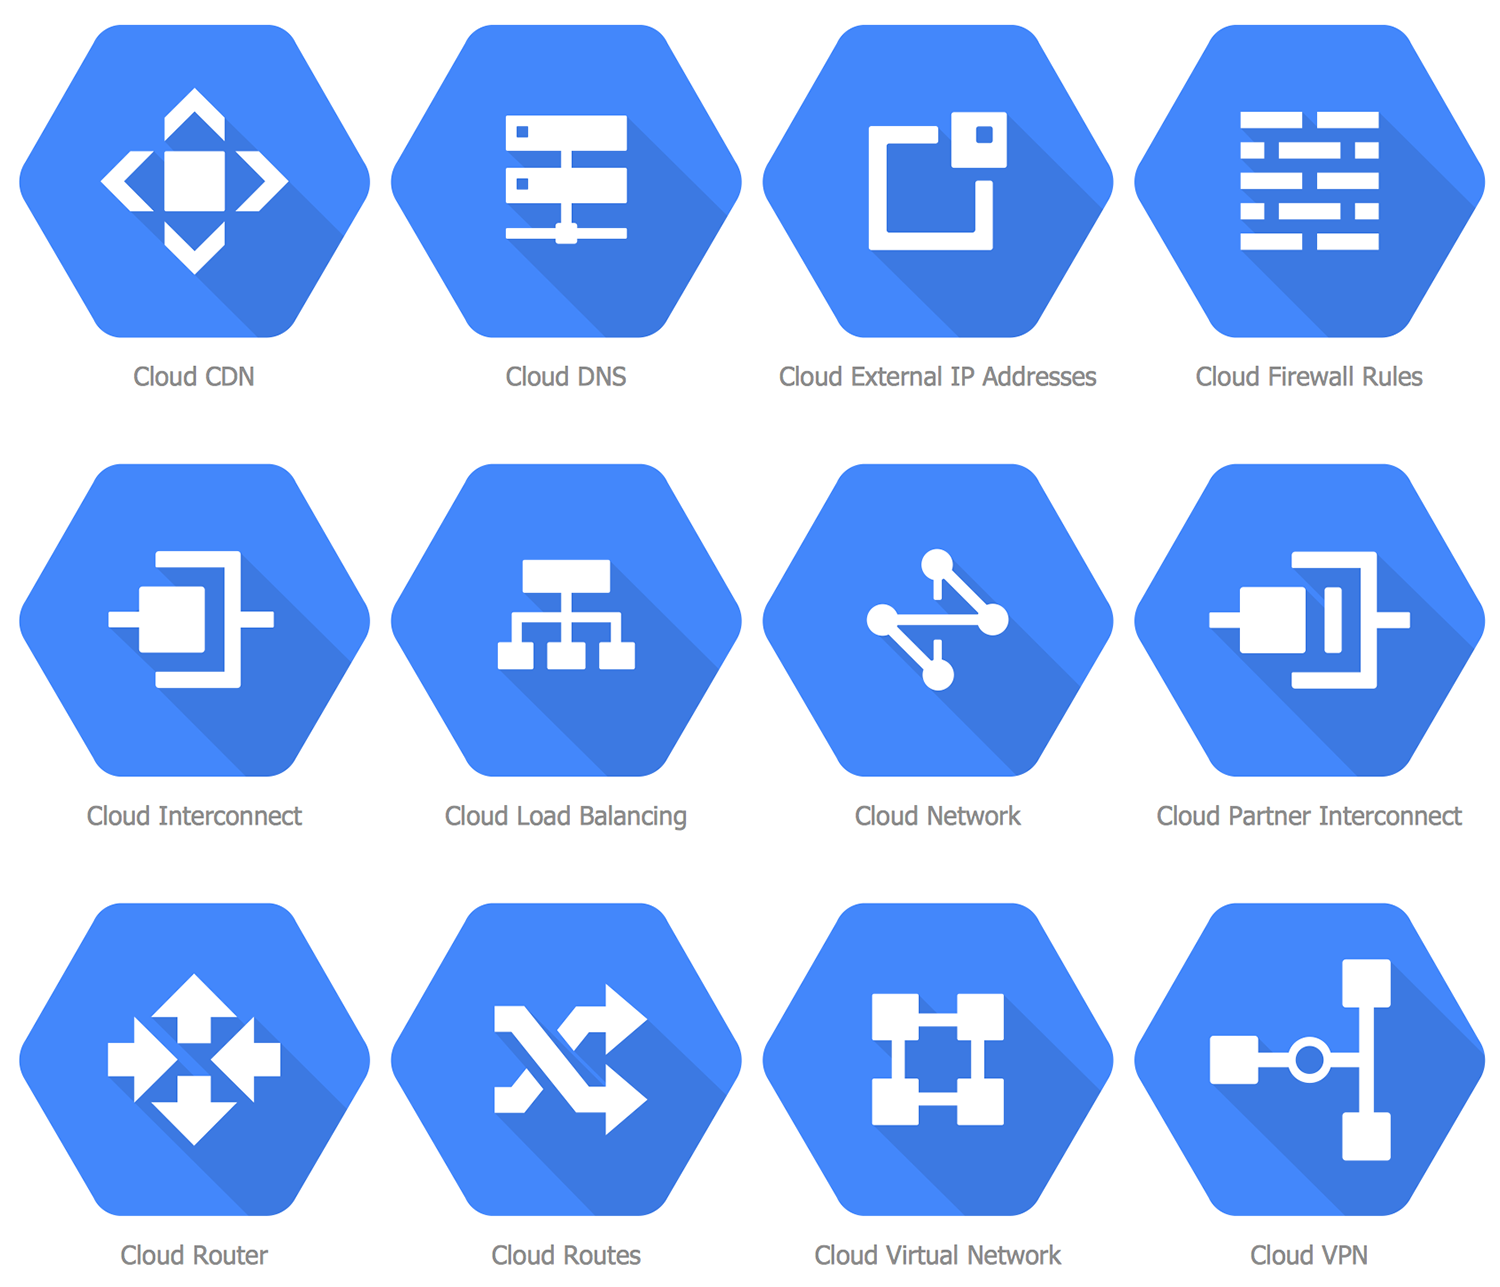 Cloud CDN
Cloud DNS
Cloud External IP Addresses
Cloud Firewall Rules
Cloud Interconnect
Cloud Load Balancing
Cloud Network
Cloud Partner Interconnect
Cloud Router
Cloud Routes
Cloud Virtual Network
Cloud VPN